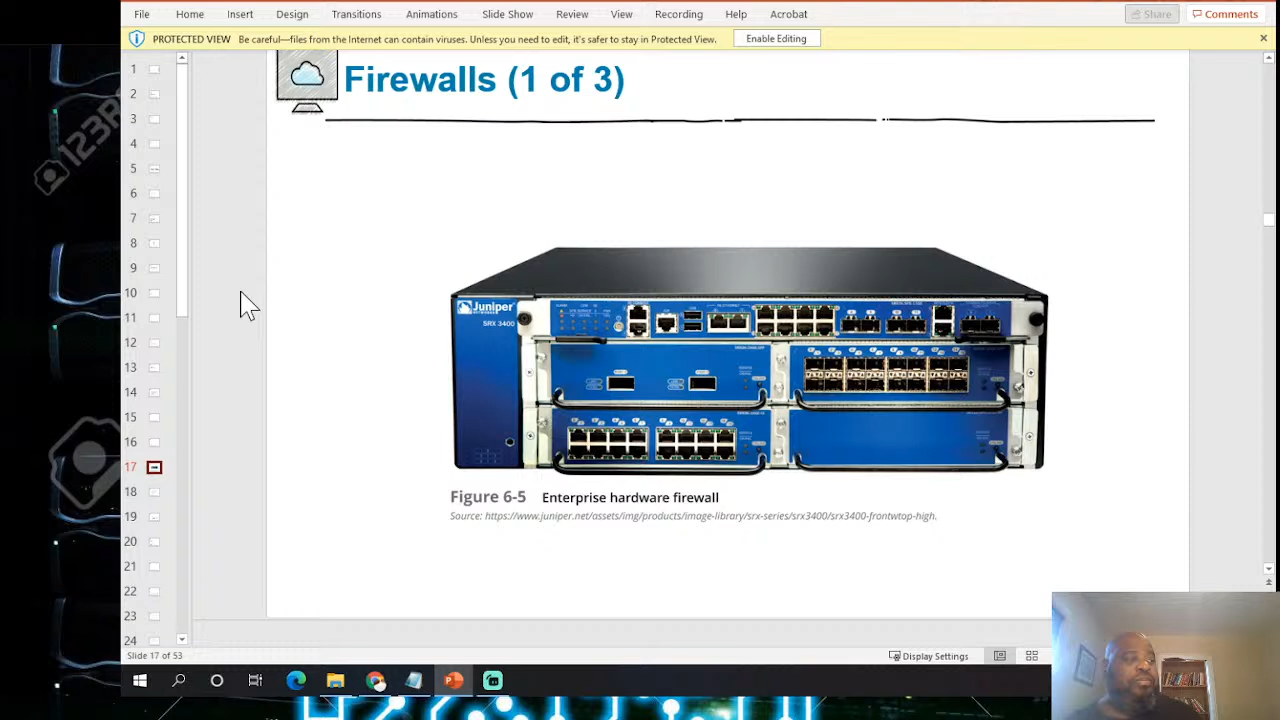 File Home Insert Design Transitions Animations Slide Show Review View Recording Help Acrobat Share Comments
PROTECTED VIEW Be careful—files from the Internet can contain viruses. Unless you need to edit, it's safer to stay in Protected View. Enable Editing
Firewalls (1 of 3)
1
2
3
4
5
6
7
8
9
10
11
12
13
14
15
16
17
18
19
20
21
22
23
24
Juniper
NETWORKS
SRX 3400
Figure 6-5 Enterprise hardware firewall
Source: https://www.juniper.net/assets/img/products/image-library/srx-series/srx3400/srx3400-frontwtop-high.
Slide 17 of 53
Display Settings